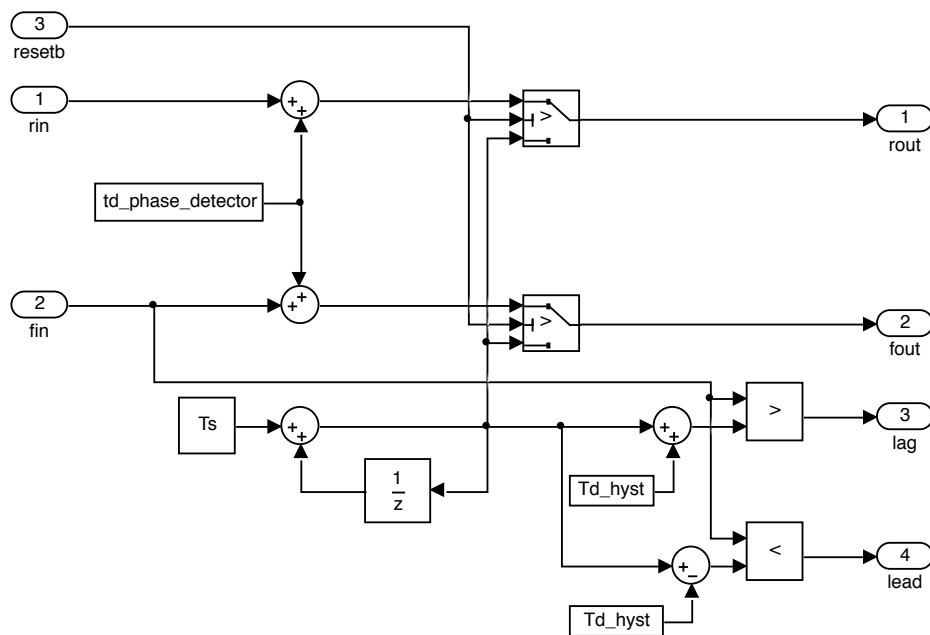 3
resetb
1
rin
+
+
>
1
rout
td_phase_detector
2
fin
+
+
>
2
fout
Ts
+
+
+
+
>
3
lag
1
z
Td_hyst
<
4
lead
+
−
Td_hyst